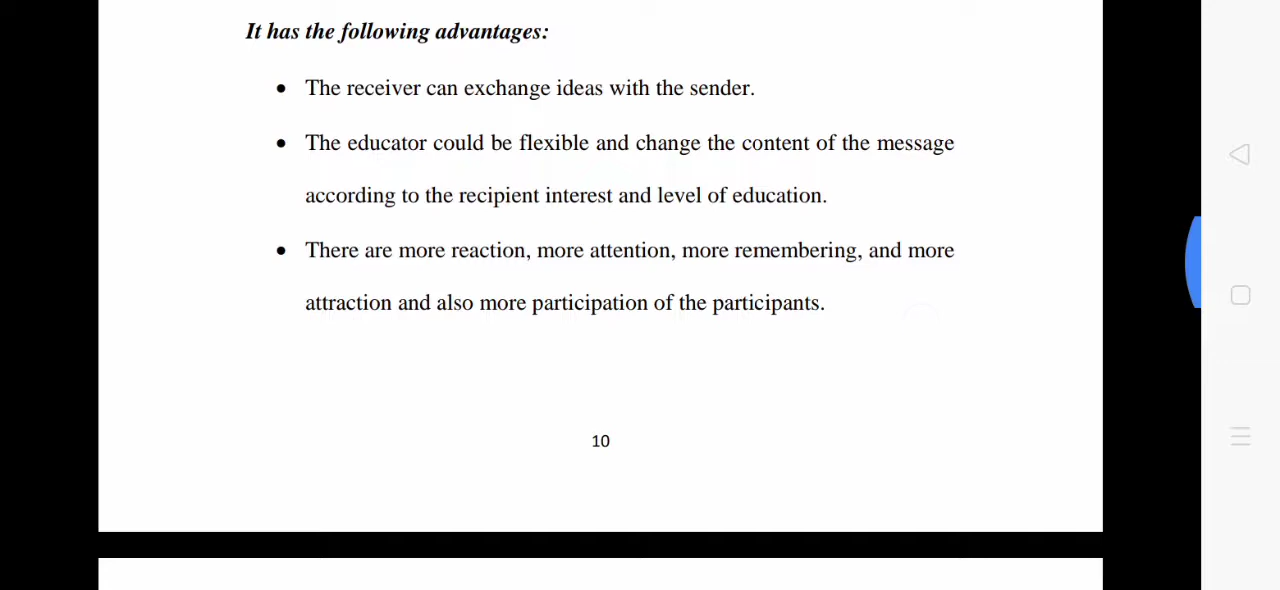 It has the following advantages:
• The receiver can exchange ideas with the sender.
• The educator could be flexible and change the content of the message
according to the recipient interest and level of education.
• There are more reaction, more attention, more remembering, and more
attraction and also more participation of the participants.
10